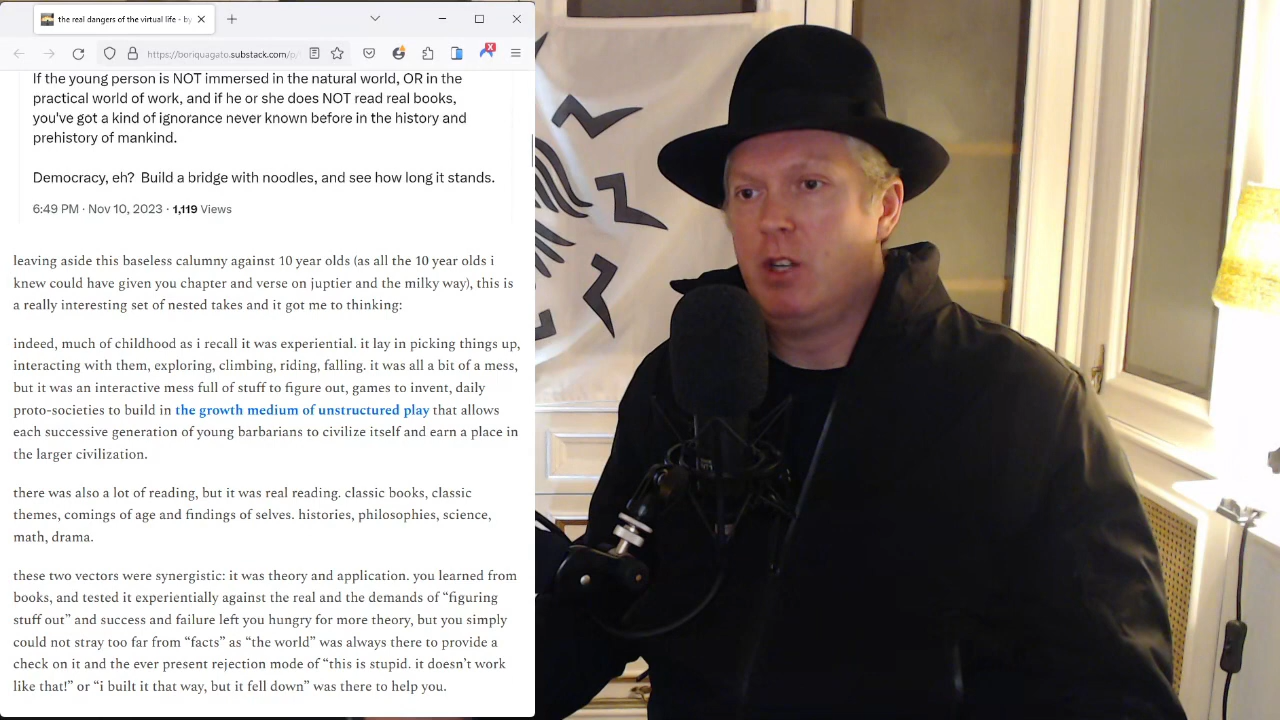 the real dangers of the virtual life - by
https://boriquagato.substack.com/p/
If the young person is NOT immersed in the natural world, OR in the
practical world of work, and if he or she does NOT read real books,
you've got a kind of ignorance never known before in the history and
prehistory of mankind.
Democracy, eh?  Build a bridge with noodles, and see how long it stands.
6:49 PM · Nov 10, 2023 · 1,119 Views
leaving aside this baseless calumny against 10 year olds (as all the 10 year olds i
knew could have given you chapter and verse on juptier and the milky way), this is
a really interesting set of nested takes and it got me to thinking:
indeed, much of childhood as i recall it was experiential. it lay in picking things up,
interacting with them, exploring, climbing, riding, falling. it was all a bit of a mess,
but it was an interactive mess full of stuff to figure out, games to invent, daily
proto-societies to build in the growth medium of unstructured play that allows
each successive generation of young barbarians to civilize itself and earn a place in
the larger civilization.
there was also a lot of reading, but it was real reading. classic books, classic
themes, comings of age and findings of selves. histories, philosophies, science,
math, drama.
these two vectors were synergistic: it was theory and application. you learned from
books, and tested it experientially against the real and the demands of “figuring
stuff out” and success and failure left you hungry for more theory, but you simply
could not stray too far from “facts” as “the world” was always there to provide a
check on it and the ever present rejection mode of “this is stupid. it doesn’t work
like that!” or “i built it that way, but it fell down” was there to help you.